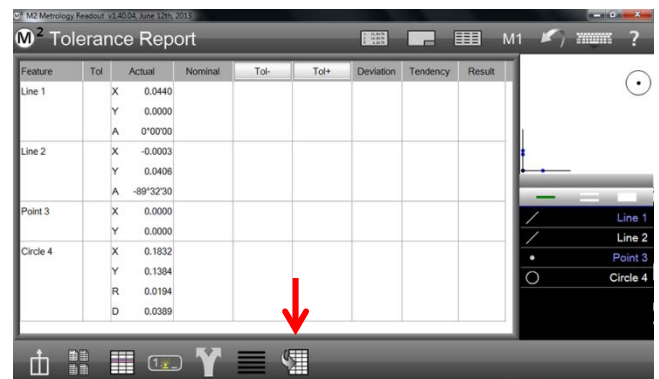 M2 Metrology Readout v1.40.04, June 12th, 2013
M² Tolerance Report
M1
?
Feature Tol Actual Nominal Tol- Tol+ Deviation Tendency Result
Line 1 X 0.0440
Y 0.0000
A 0°00'00
Line 2 X -0.0003
Y 0.0406
A -89°32'30
Point 3 X 0.0000
Y 0.0000
Circle 4 X 0.1832
Y 0.1384
R 0.0194
D 0.0389
Line 1
Line 2
Point 3
Circle 4
1